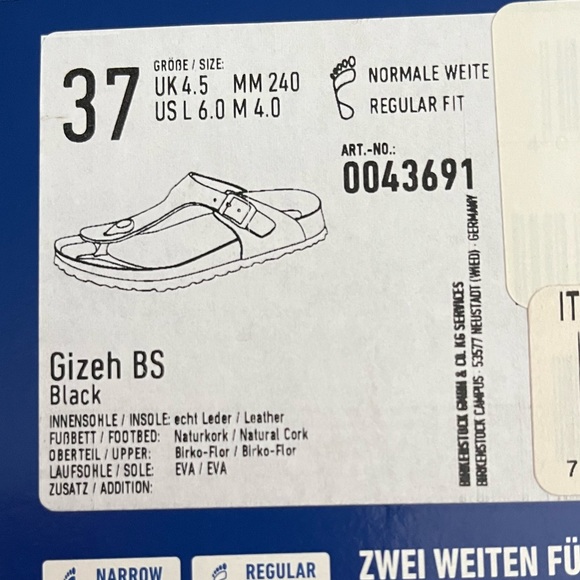 37
GRÖßE / SIZE:
UK 4.5 MM 240
US L 6.0 M 4.0
NORMALE WEITE
REGULAR FIT
ART.-NO.:
0043691
Gizeh BS
Black
INNENSOHLE / INSOLE: echt Leder / Leather
FUßBETT / FOOTBED: Naturkork / Natural Cork
OBERTEIL / UPPER: Birko-Flor / Birko-Flor
LAUFSOHLE / SOLE: EVA / EVA
ZUSATZ / ADDITION:
BIRKENSTOCK GMBH & CO. KG SERVICES
BIRKENSTOCK CAMPUS · 53577 NEUSTADT (WIED) · GERMANY
IT
7
NARROW
REGULAR
ZWEI WEITEN FÜ